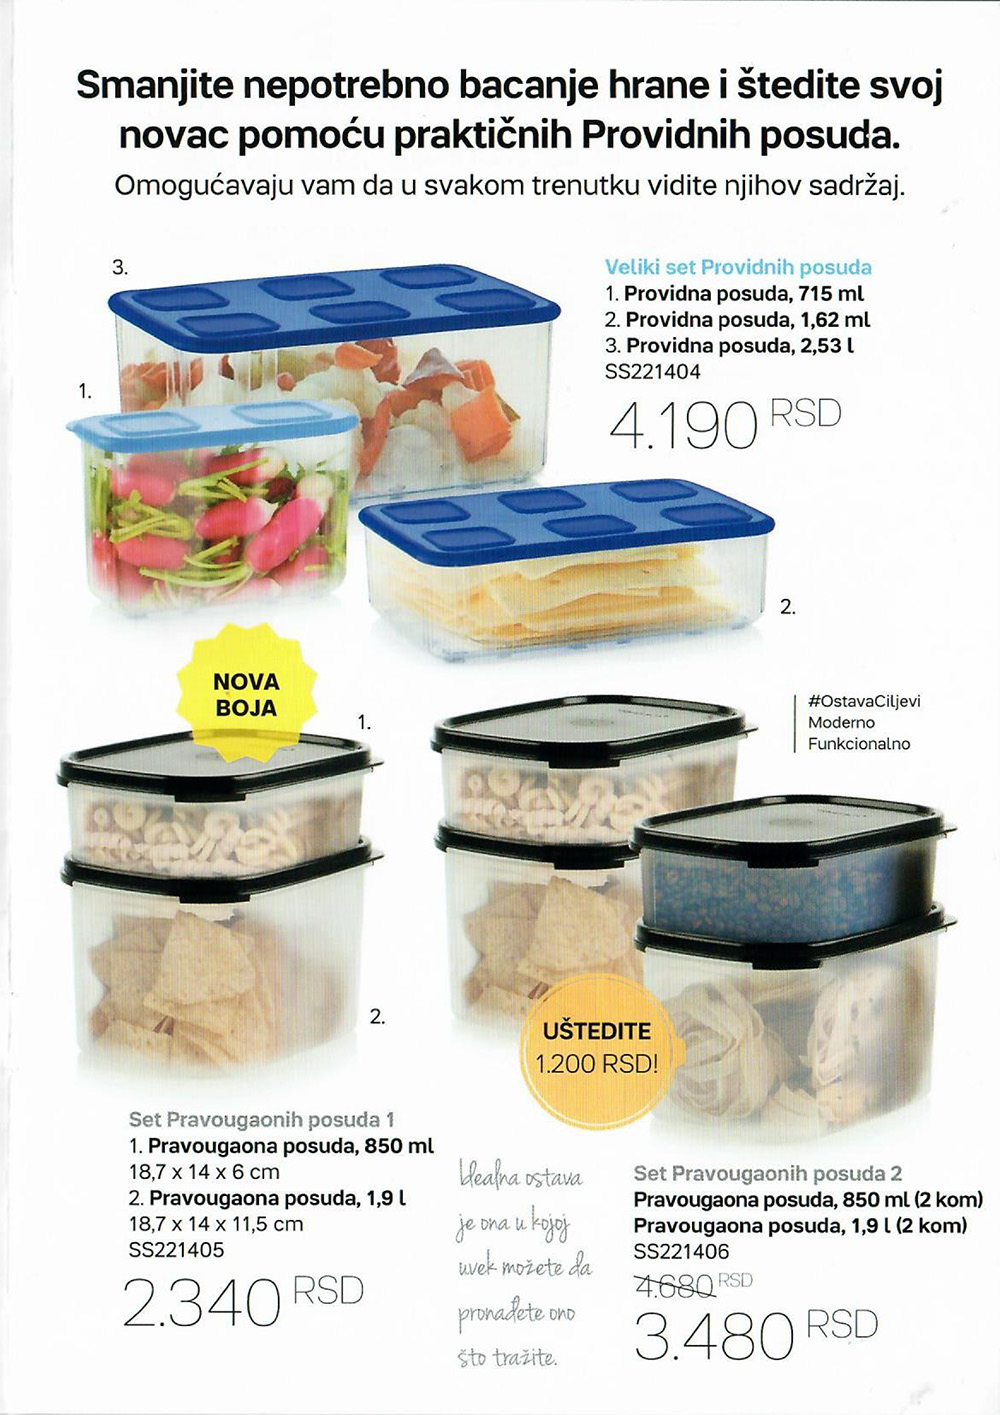 Smanjite nepotrebno bacanje hrane i štedite svoj
novac pomoću praktičnih Providnih posuda.
Omogućavaju vam da u svakom trenutku vidite njihov sadržaj.
3.
Veliki set Providnih posuda
1. Providna posuda, 715 ml
2. Providna posuda, 1,62 ml
3. Providna posuda, 2,53 l
SS221404
4.190 RSD
1.
2.
NOVA
BOJA
1.
#OstavaCiljevi
Moderno
Funkcionalno
2.
UŠTEDITE
1.200 RSD!
Set Pravougaonih posuda 1
1. Pravougaona posuda, 850 ml
18,7 x 14 x 6 cm
2. Pravougaona posuda, 1,9 l
18,7 x 14 x 11,5 cm
SS221405
2.340 RSD
Idealna ostava
je ona u kojoj
uvek možete da
pronađete ono
što tražite.
Set Pravougaonih posuda 2
Pravougaona posuda, 850 ml (2 kom)
Pravougaona posuda, 1,9 l (2 kom)
SS221406
4.680 RSD
3.480 RSD